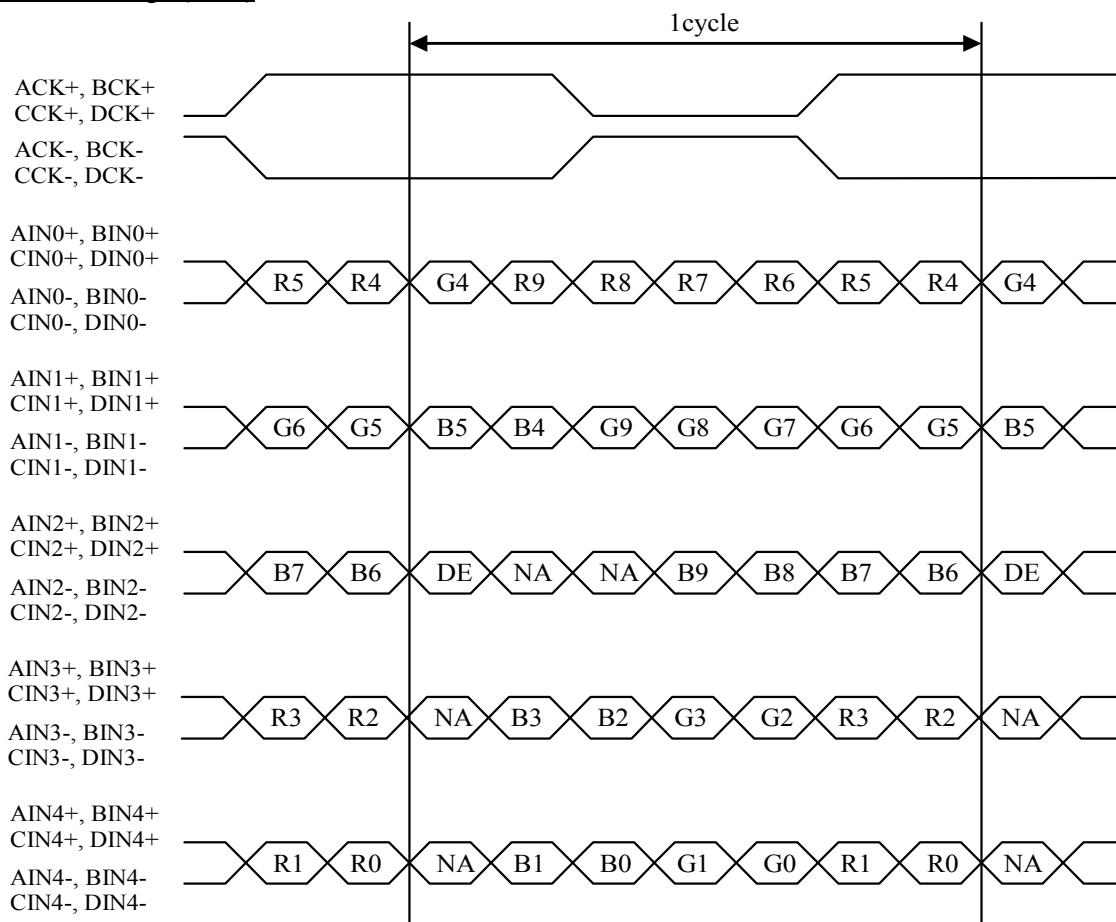 1cycle
ACK+, BCK+
CCK+, DCK+
ACK-, BCK-
CCK-, DCK-
AIN0+, BIN0+
CIN0+, DIN0+
R5 R4 G4 R9 R8 R7 R6 R5 R4 G4
AIN0-, BIN0-
CIN0-, DIN0-
AIN1+, BIN1+
CIN1+, DIN1+
G6 G5 B5 B4 G9 G8 G7 G6 G5 B5
AIN1-, BIN1-
CIN1-, DIN1-
AIN2+, BIN2+
CIN2+, DIN2+
B7 B6 DE NA NA B9 B8 B7 B6 DE
AIN2-, BIN2-
CIN2-, DIN2-
AIN3+, BIN3+
CIN3+, DIN3+
R3 R2 NA B3 B2 G3 G2 R3 R2 NA
AIN3-, BIN3-
CIN3-, DIN3-
AIN4+, BIN4+
CIN4+, DIN4+
R1 R0 NA B1 B0 G1 G0 R1 R0 NA
AIN4-, BIN4-
CIN4-, DIN4-